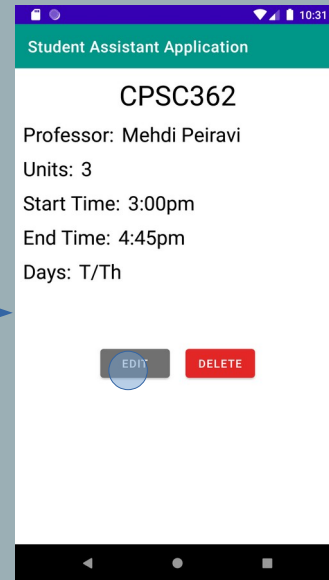 10:31
Student Assistant Application
CPSC362
Professor: Mehdi Peiravi
Units: 3
Start Time: 3:00pm
End Time: 4:45pm
Days: T/Th
EDIT DELETE